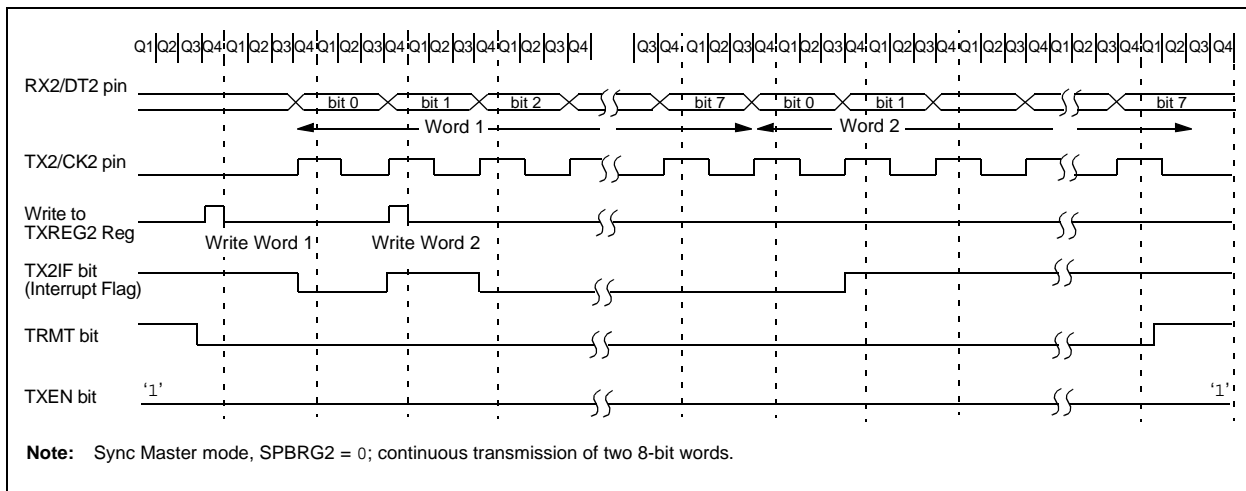 Q1 Q2 Q3 Q4 Q1 Q2 Q3 Q4 Q1 Q2 Q3 Q4 Q1 Q2 Q3 Q4 Q1 Q2 Q3 Q4 Q3 Q4 Q1 Q2 Q3 Q4 Q1 Q2 Q3 Q4 Q1 Q2 Q3 Q4 Q1 Q2 Q3 Q4 Q1 Q2 Q3 Q4 Q1 Q2 Q3 Q4
RX2/DT2 pin
bit 0 bit 1 bit 2 bit 7 bit 0 bit 1 bit 7
Word 1 Word 2
TX2/CK2 pin
Write to
TXREG2 Reg
Write Word 1 Write Word 2
TX2IF bit
(Interrupt Flag)
TRMT bit
TXEN bit ‘1’ ‘1’
Note: Sync Master mode, SPBRG2 = 0; continuous transmission of two 8-bit words.